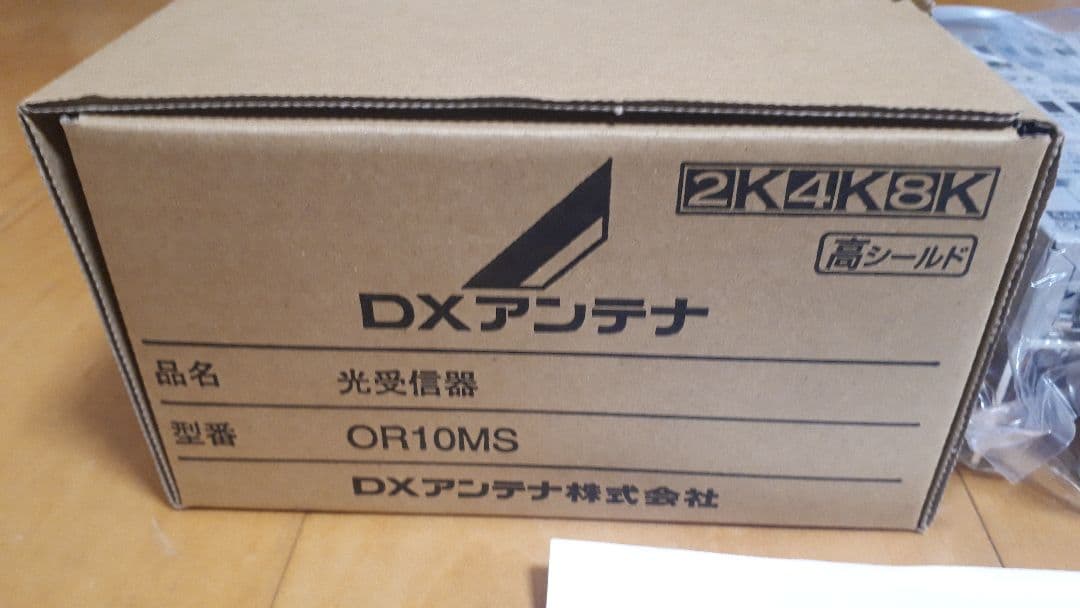 2K4K8K
高シールド
DXアンテナ
品名 光受信器
型番 OR10MS
DXアンテナ株式会社